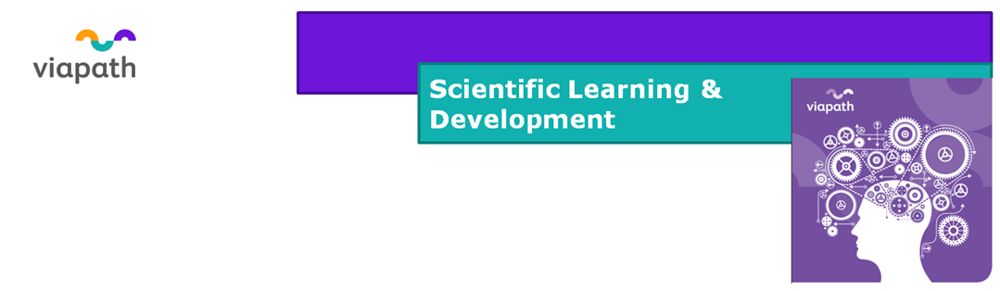 viapath
Scientific Learning &
Development
viapath